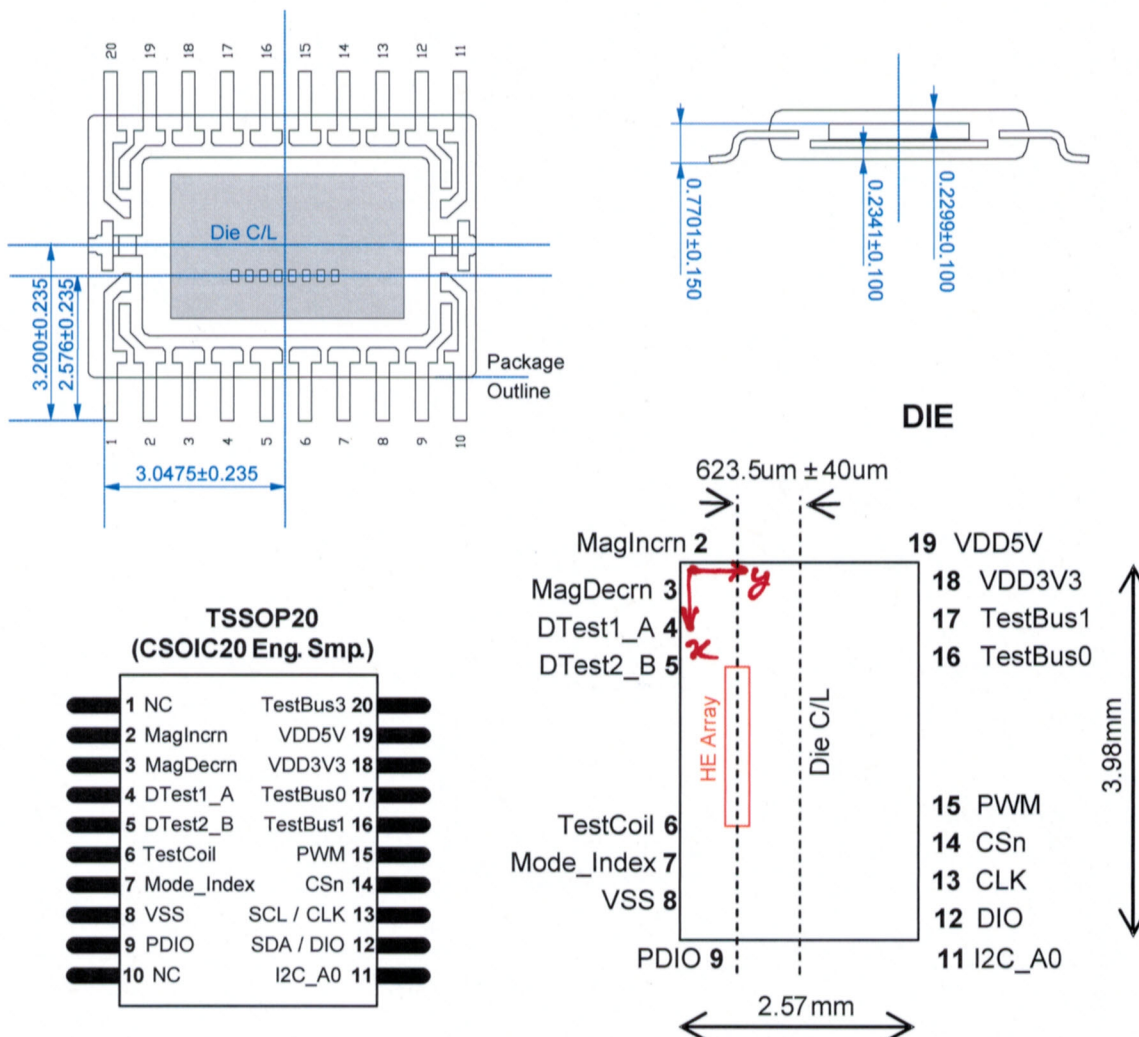 20 19 18 17 16 15 14 13 12 11
Die C/L
3.200±0.235
2.576±0.235
Package
Outline
1 2 3 4 5 6 7 8 9 10
3.0475±0.235
0.7701±0.150
0.2341±0.100
0.2299±0.100
TSSOP20
(CSOIC20 Eng. Smp.)
1 NC TestBus3 20
2 MagIncrn VDD5V 19
3 MagDecrn VDD3V3 18
4 DTest1_A TestBus0 17
5 DTest2_B TestBus1 16
6 TestCoil PWM 15
7 Mode_Index CSn 14
8 VSS SCL / CLK 13
9 PDIO SDA / DIO 12
10 NC I2C_A0 11
DIE
623.5um ± 40um
MagIncrn 2 19 VDD5V
MagDecrn 3 y 18 VDD3V3
DTest1_A 4 x 17 TestBus1
DTest2_B 5 16 TestBus0
HE Array
Die C/L
3.98mm
TestCoil 6 15 PWM
Mode_Index 7 14 CSn
VSS 8 13 CLK
12 DIO
PDIO 9 11 I2C_A0
2.57mm